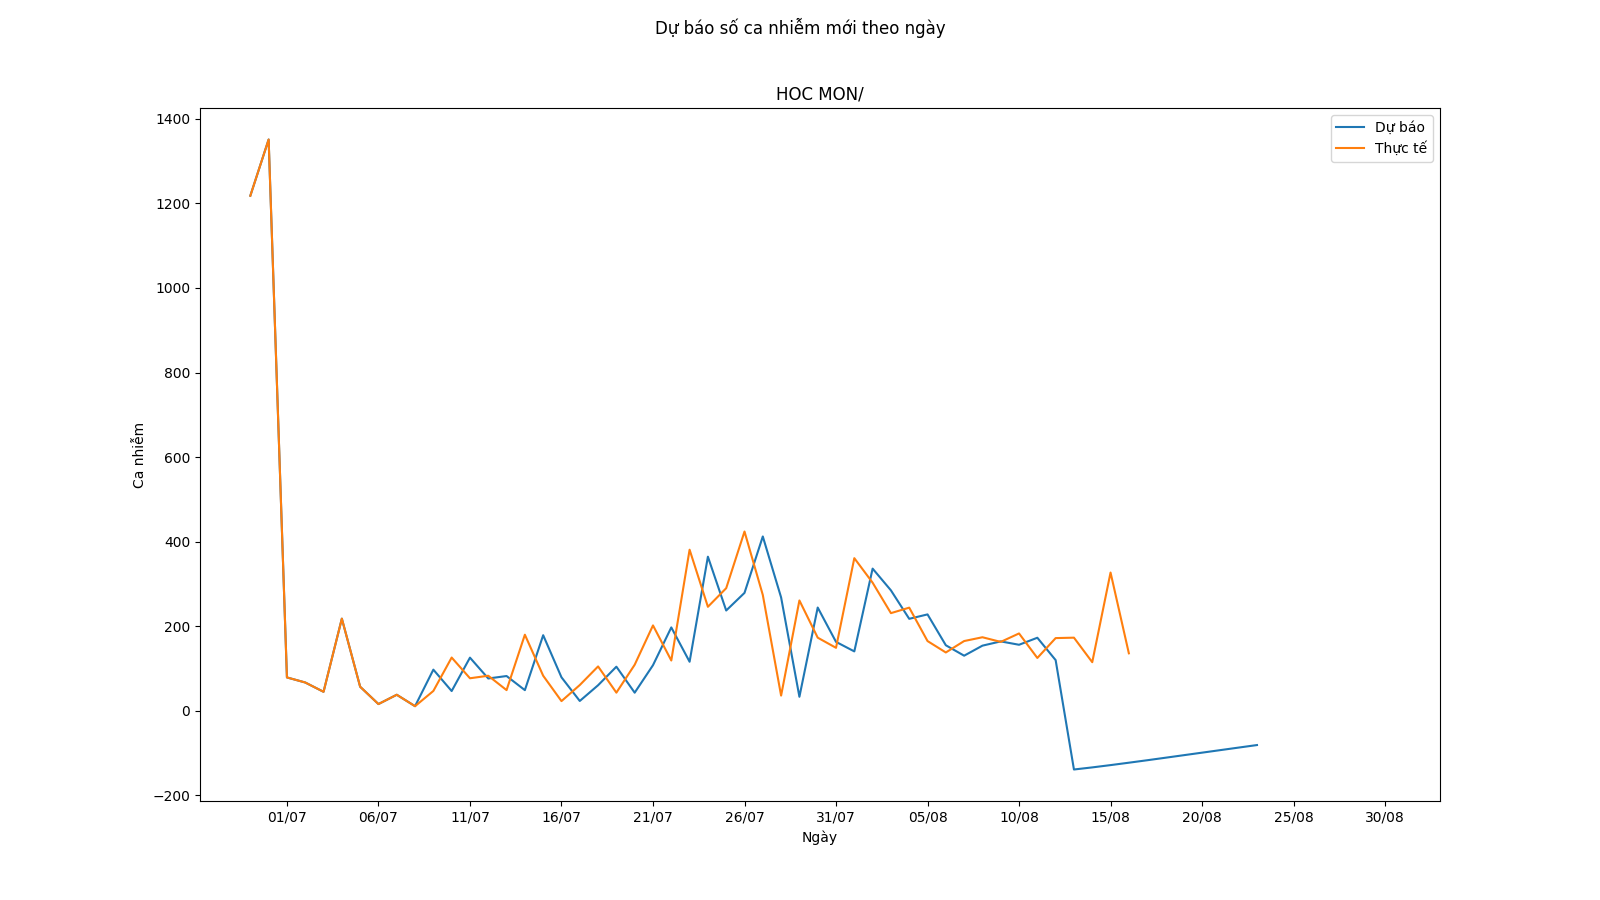 Dự báo số ca nhiễm mới theo ngày
HOC MON/
Dự báo
Thực tế
1400
1200
1000
800
600
400
200
0
−200
Ca nhiễm
01/07 06/07 11/07 16/07 21/07 26/07 31/07 05/08 10/08 15/08 20/08 25/08 30/08
Ngày